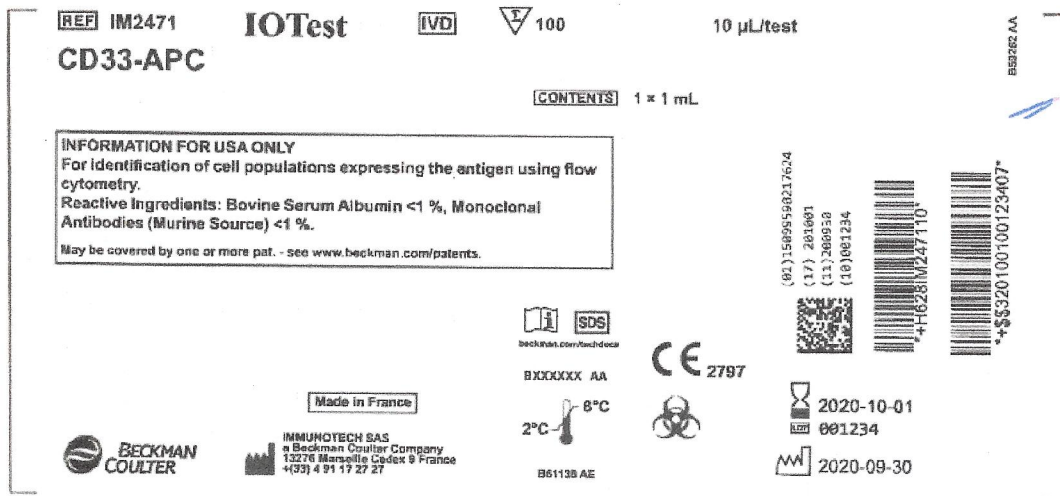 REF IM2471
IOTest
IVD
Σ 100
10 µL/test
CD33-APC
CONTENTS 1 x 1 mL
INFORMATION FOR USA ONLY
For identification of cell populations expressing the antigen using flow
cytometry.
Reactive Ingredients: Bovine Serum Albumin <1 %, Monoclonal
Antibodies (Murine Source) <1 %.
May be covered by one or more pat. - see www.beckman.com/patents.
SDS
beckman.com/techdocs
BXXXXXX AA
CE 2797
Made in France
8°C
2°C
BECKMAN
COULTER
IMMUNOTECH SAS
a Beckman Coulter Company
13276 Marseille Cedex 9 France
+(33) 4 91 17 27 27
B61138 AE
(01)15099590217624
(17) 201001
(11)200930
(10)001234
*+H628IM247110*
*+$$320100100123407*
2020-10-01
LOT 001234
2020-09-30